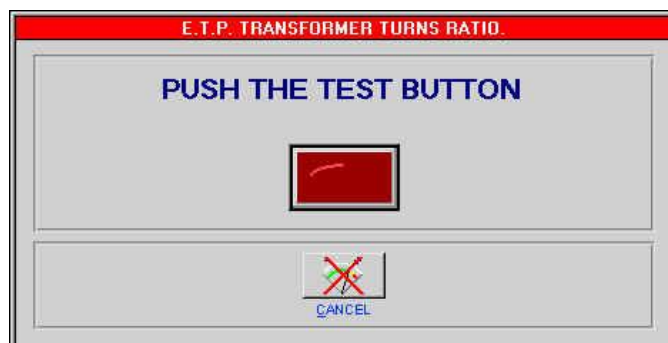 E.T.P. TRANSFORMER TURNS RATIO.
PUSH THE TEST BUTTON
CANCEL